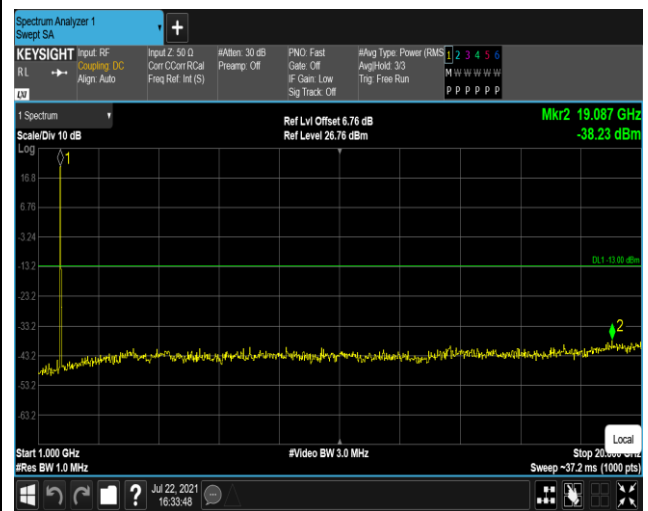 Spectrum Analyzer 1
Swept SA
+
KEYSIGHT
RL
LXI
Input: RF
Coupling: DC
Align: Auto
Input Z: 50 Ω
Corr CCorr RCal
Freq Ref: Int (S)
#Atten: 30 dB
Preamp: Off
PNO: Fast
Gate: Off
IF Gain: Low
Sig Track: Off
#Avg Type: Power (RMS
Avg|Hold: 3/3
Trig: Free Run
1 2 3 4 5 6
M W W W W W
P P P P P P
1 Spectrum
Scale/Div 10 dB
Log
Ref Lvl Offset 6.76 dB
Ref Level 26.76 dBm
Mkr2 19.087 GHz
-38.23 dBm
1
16.8
6.76
-3.24
-13.2
DL1 -13.00 dBm
-23.2
-33.2
2
-43.2
-53.2
-63.2
Local
Start 1.000 GHz
#Res BW 1.0 MHz
#Video BW 3.0 MHz
Sweep ~37.2 ms (1000 pts)
?
Jul 22, 2021
16:33:48